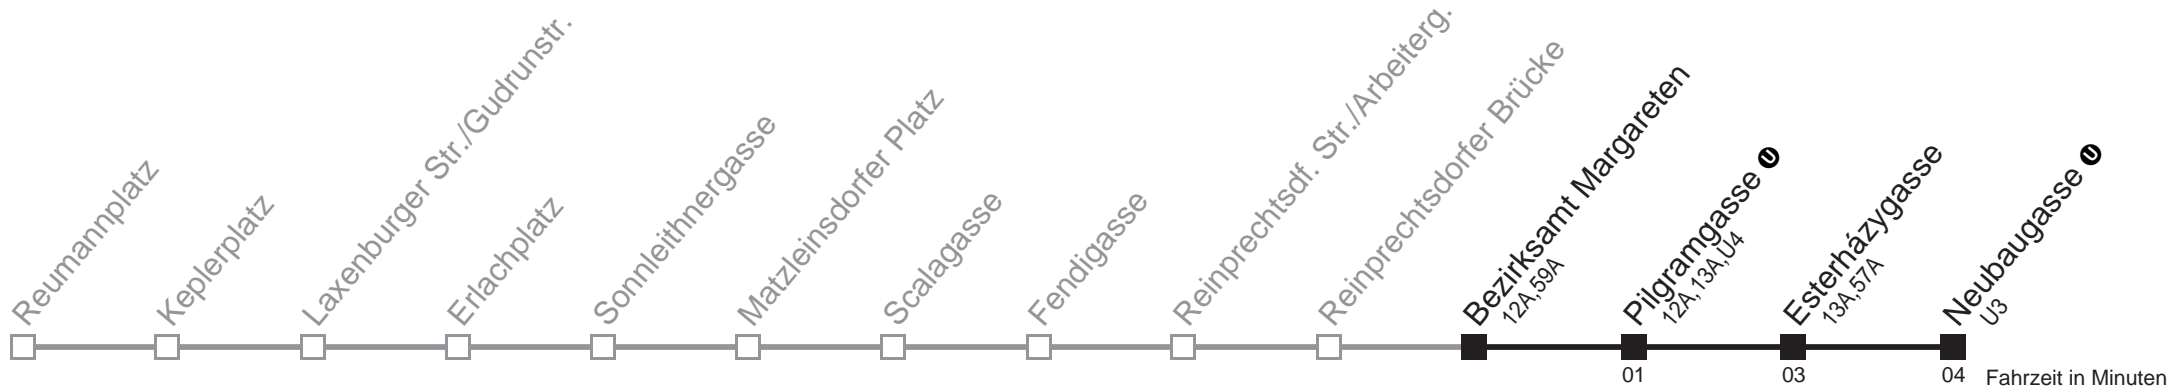 Reumannplatz
Keplerplatz
Laxenburger Str./Gudrunstr.
Erlachplatz
Sonnleithnergasse
Matzleinsdorfer Platz
Scalagasse
Fendigasse
Reinprechtsdf. Str./Arbeiterg.
Reinprechtsdorfer Brücke
Bezirksamt Margareten
12A,59A
Pilgramgasse U
12A,13A,U4
Esterházygasse
13A,57A
Neubaugasse U
U3
01 03 04 Fahrzeit in Minuten